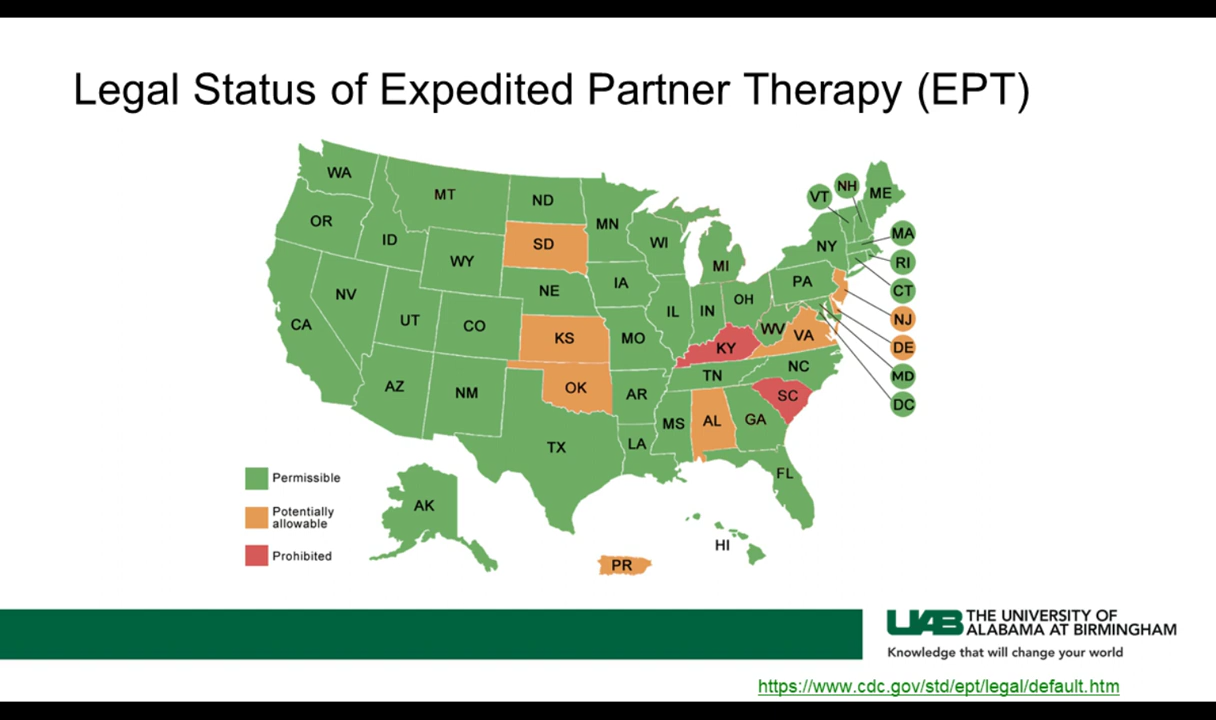 Legal Status of Expedited Partner Therapy (EPT)
WA
MT
ND
MN
OR
ID
SD
WI
WY
MI
NE
IA
NV
UT
CO
CA
IL
IN
OH
PA
NY
VT
NH
ME
MA
RI
CT
NJ
DE
MD
DC
KS
MO
KY
WV
VA
AZ
NM
OK
AR
TN
NC
SC
TX
LA
MS
AL
GA
FL
AK
HI
PR
Permissible
Potentially
allowable
Prohibited
UAB THE UNIVERSITY OF
ALABAMA AT BIRMINGHAM
Knowledge that will change your world
https://www.cdc.gov/std/ept/legal/default.htm